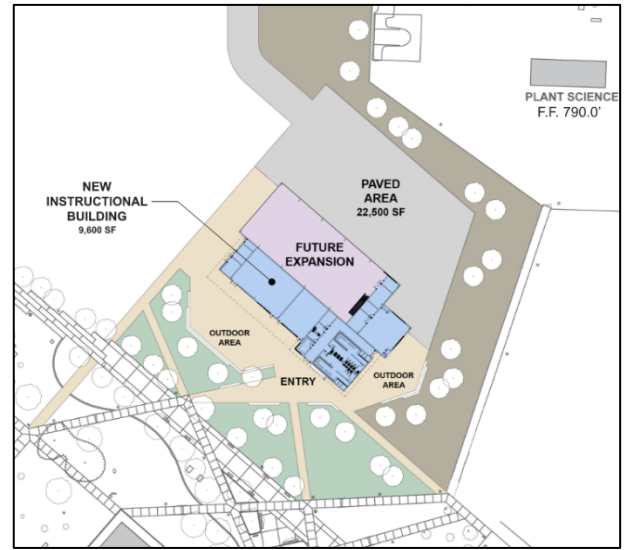 PLANT SCIENCE
F.F. 790.0'
NEW
INSTRUCTIONAL
BUILDING
9,600 SF
PAVED
AREA
22,500 SF
FUTURE
EXPANSION
OUTDOOR
AREA
ENTRY
OUTDOOR
AREA